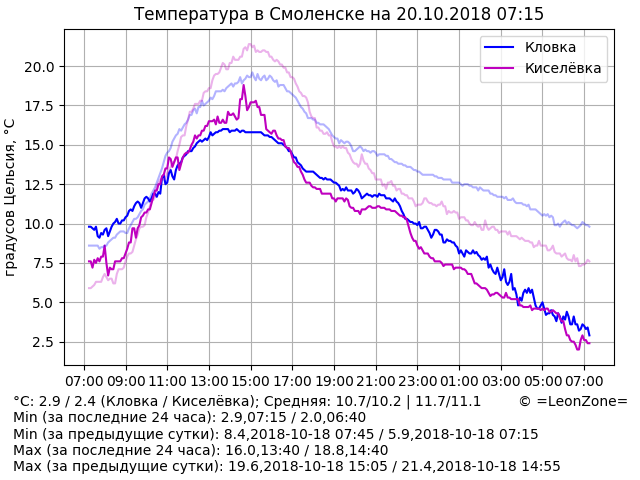 Температура в Смоленске на 20.10.2018 07:15
Кловка
Киселёвка
градусов Цельсия, °C
20.0
17.5
15.0
12.5
10.0
7.5
5.0
2.5
07:00 09:00 11:00 13:00 15:00 17:00 19:00 21:00 23:00 01:00 03:00 05:00 07:00
°C: 2.9 / 2.4 (Кловка / Киселёвка); Средняя: 10.7/10.2 | 11.7/11.1 © =LeonZone=
Min (за последние 24 часа): 2.9,07:15 / 2.0,06:40
Min (за предыдущие сутки): 8.4,2018-10-18 07:45 / 5.9,2018-10-18 07:15
Max (за последние 24 часа): 16.0,13:40 / 18.8,14:40
Max (за предыдущие сутки): 19.6,2018-10-18 15:05 / 21.4,2018-10-18 14:55